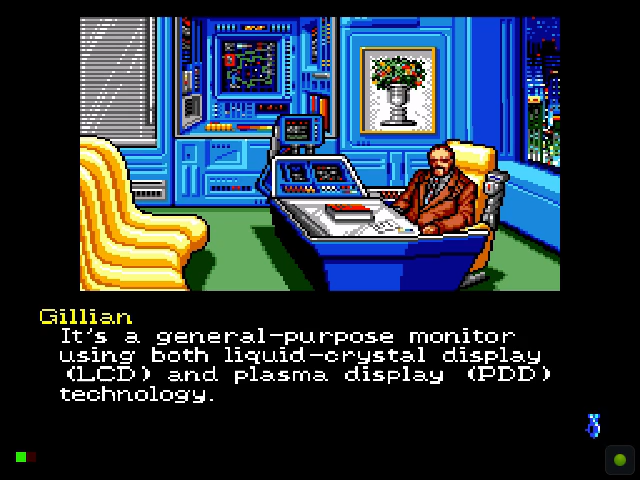 Gillian
It's a general-purpose monitor
using both liquid-crystal display
(LCD) and plasma display (PDD)
technology.